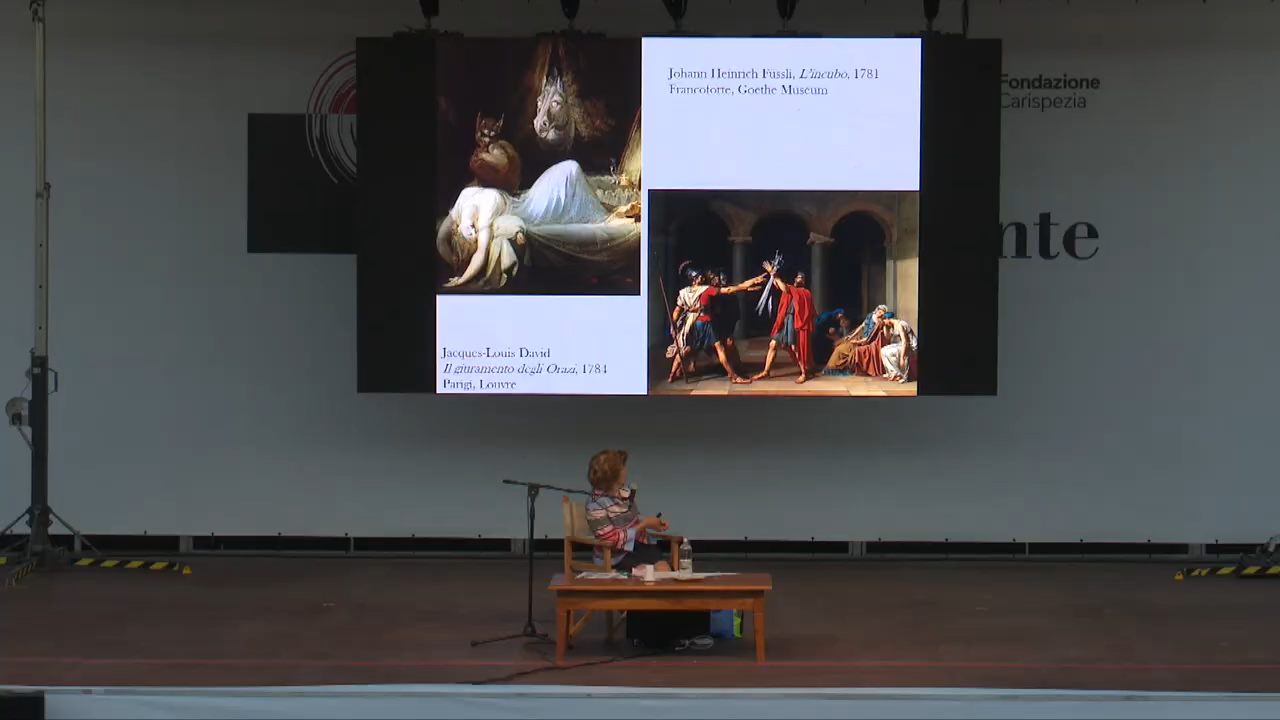 Johann Heinrich Füssli, L'incubo, 1781
Francoforte, Goethe Museum
Jacques-Louis David
Il giuramento degli Orazi, 1784
Parigi, Louvre
Fondazione
Carispezia
nte